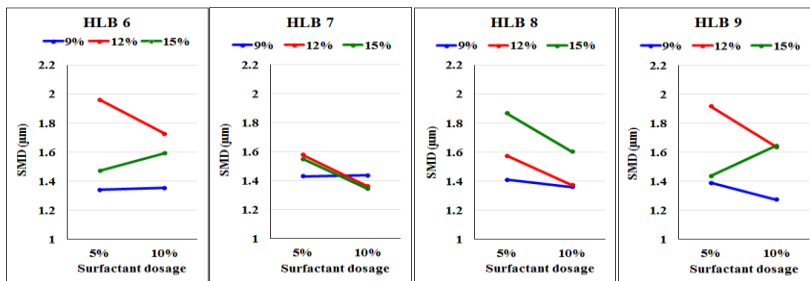 HLB 6
9% 12% 15%
2.2
2
1.8
1.6
1.4
1.2
1
SMD (µm)
5% 10%
Surfactant dosage
HLB 7
9% 12% 15%
2.2
2
1.8
1.6
1.4
1.2
1
SMD (µm)
5% 10%
Surfactant dosage
HLB 8
9% 12% 15%
2.2
2
1.8
1.6
1.4
1.2
1
SMD (µm)
5% 10%
Surfactant dosage
HLB 9
9% 12% 15%
2.2
2
1.8
1.6
1.4
1.2
1
SMD (µm)
5% 10%
Surfactant dosage